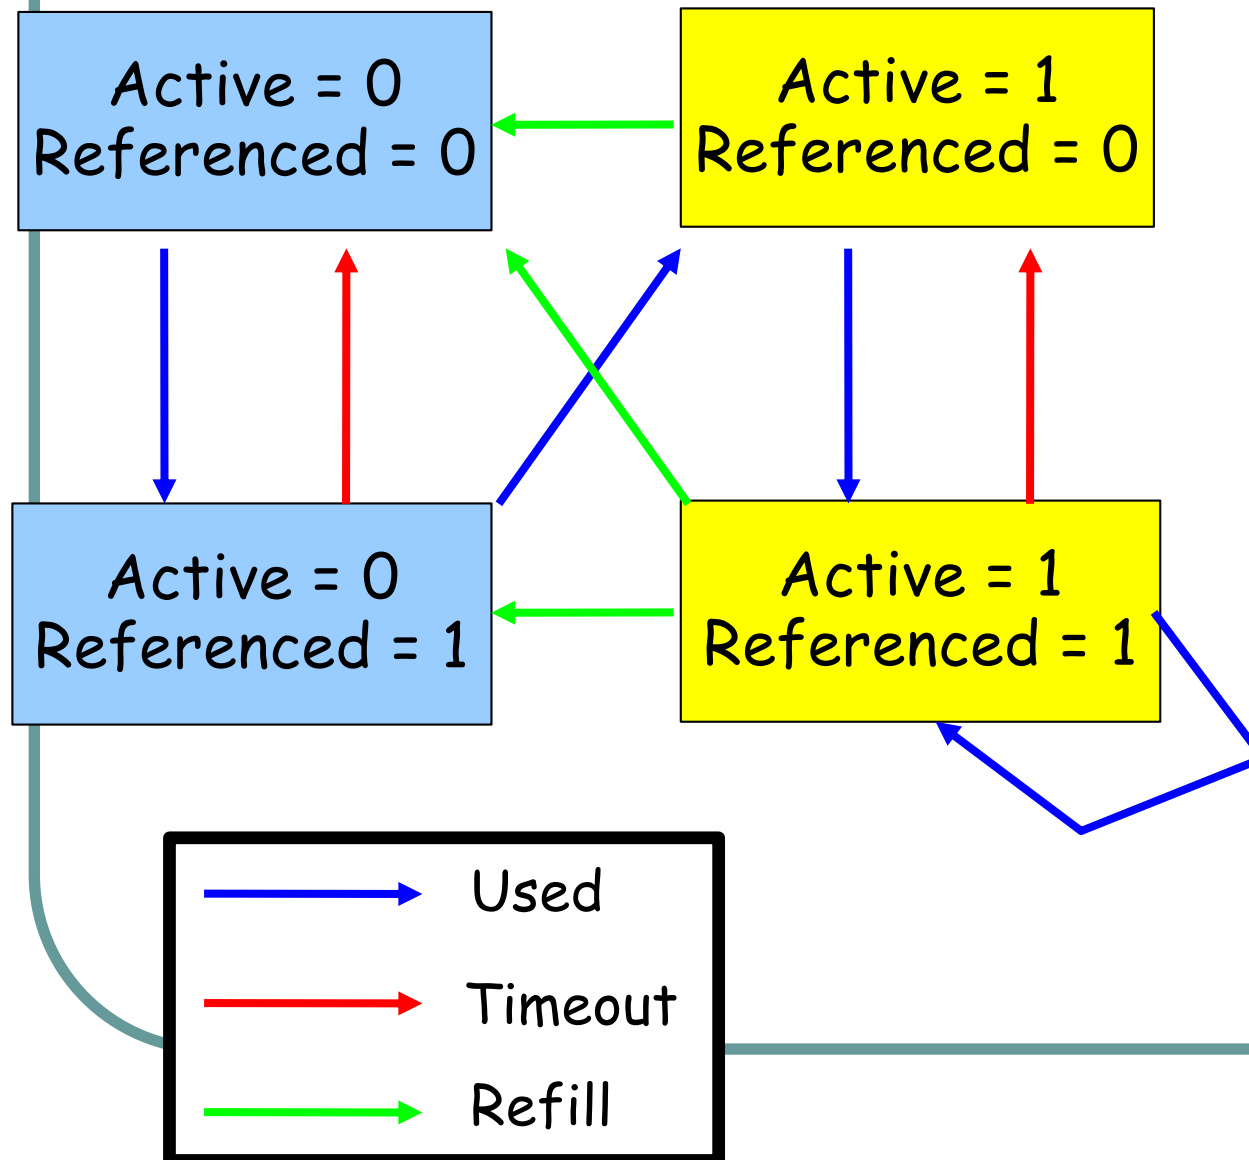 Active = 0
Referenced = 0
Active = 1
Referenced = 0
Active = 0
Referenced = 1
Active = 1
Referenced = 1
Used
Timeout
Refill